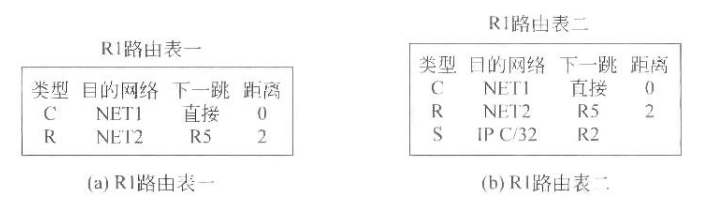 R1路由表一
类型 目的网络 下一跳 距离
C NET1 直接 0
R NET2 R5 2
(a) R1路由表一
R1路由表二
类型 目的网络 下一跳 距离
C NET1 直接 0
R NET2 R5 2
S IP C/32 R2
(b) R1路由表二